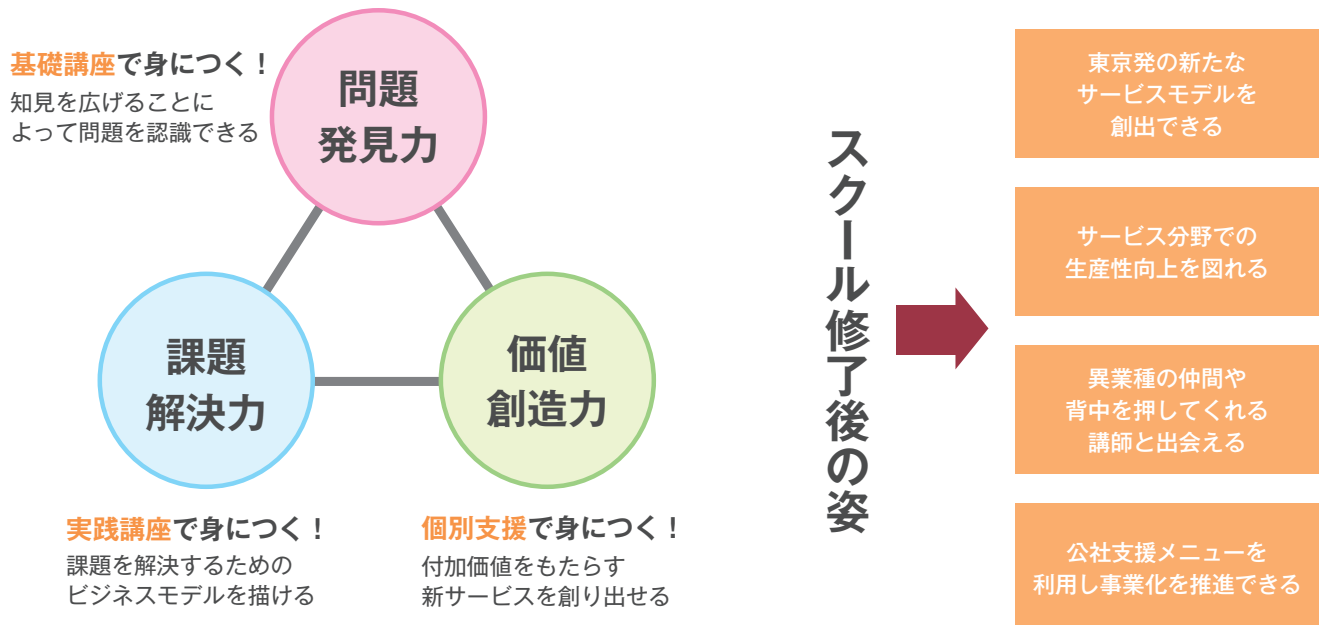 基礎講座で身につく！
知見を広げることに
よって問題を認識できる
問題
発見力
課題
解決力
価値
創造力
実践講座で身につく！
課題を解決するための
ビジネスモデルを描ける
個別支援で身につく！
付加価値をもたらす
新サービスを創り出せる
スクール修了後の姿
東京発の新たな
サービスモデルを
創出できる
サービス分野での
生産性向上を図れる
異業種の仲間や
背中を押してくれる
講師と出会える
公社支援メニューを
利用し事業化を推進できる